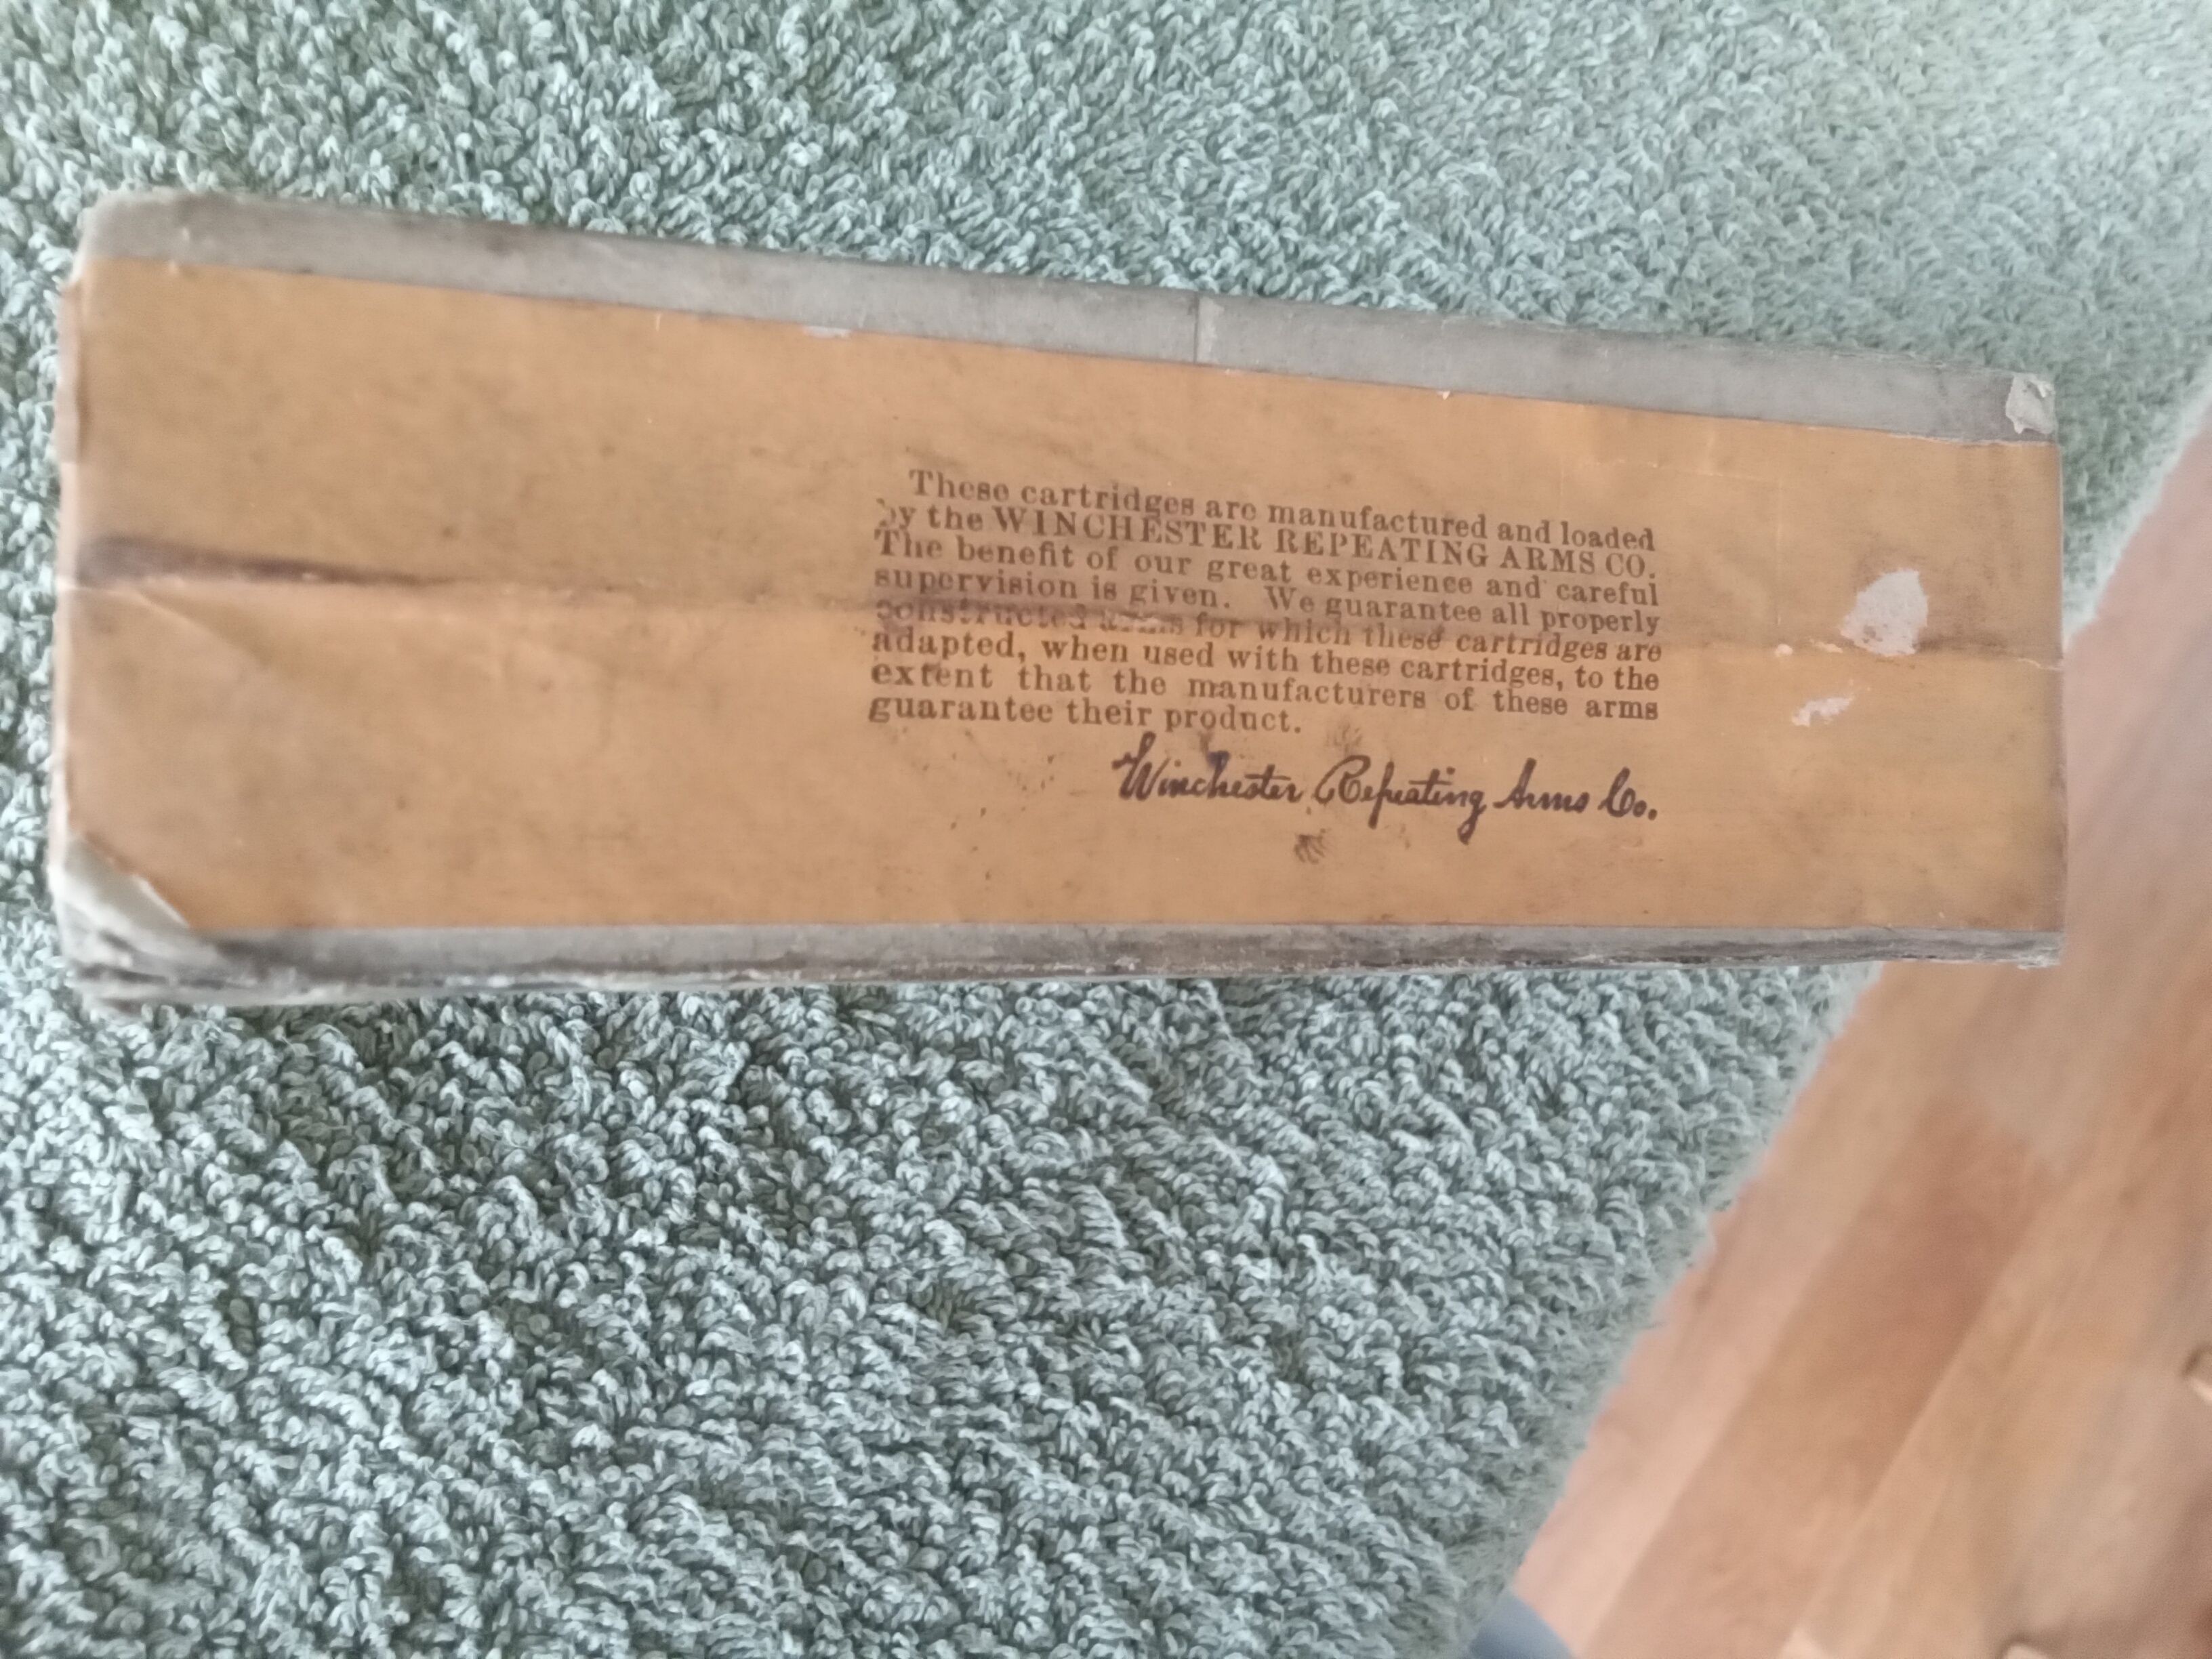 These cartridges are manufactured and loaded
by the WINCHESTER REPEATING ARMS CO.
The benefit of our great experience and careful
supervision is given. We guarantee all properly
constructed arms for which these cartridges are
adapted, when used with these cartridges, to the
extent that the manufacturers of these arms
guarantee their product.
Winchester Repeating Arms Co.